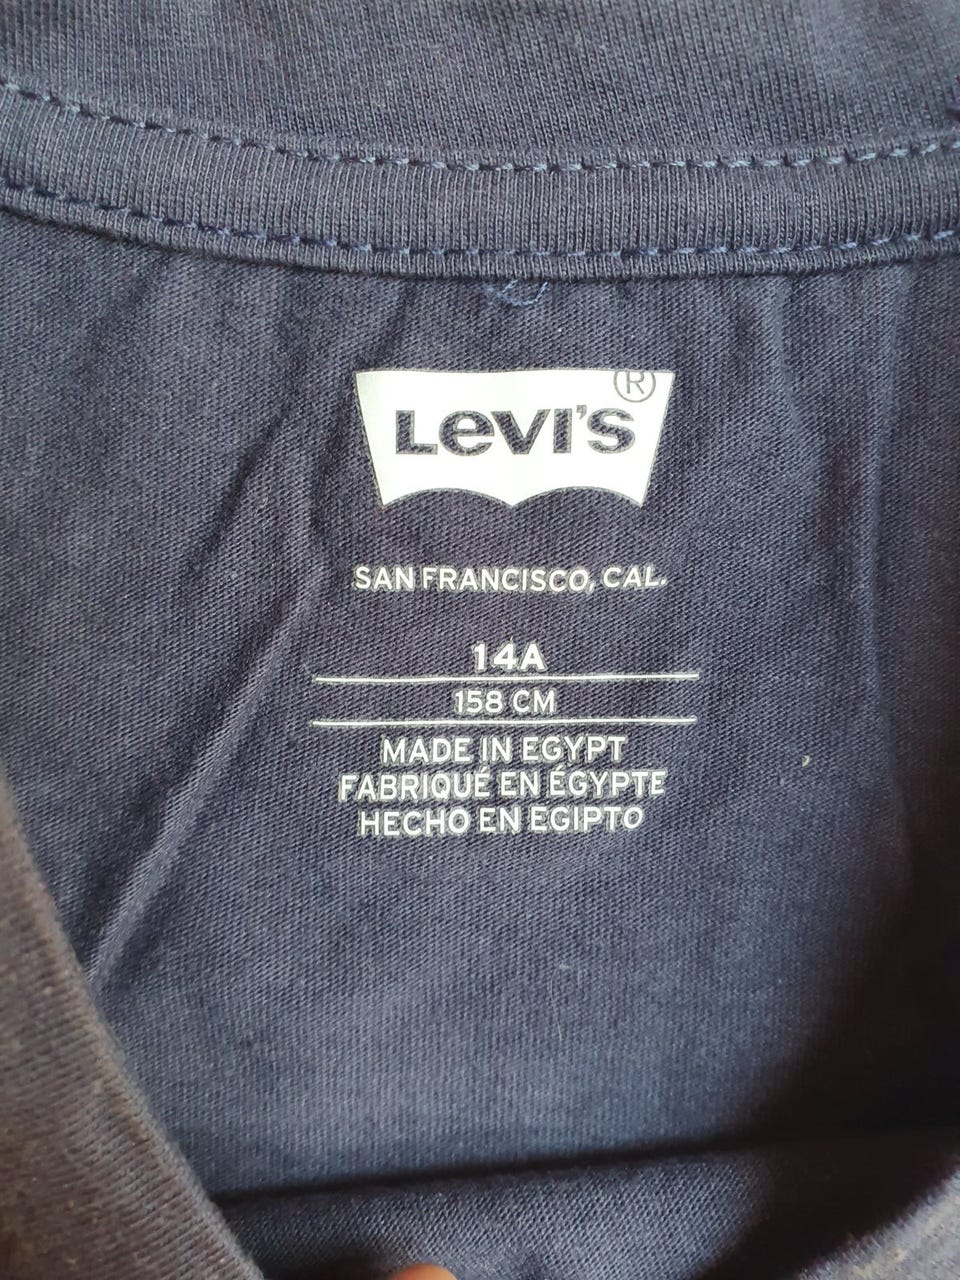 Levi's®
SAN FRANCISCO, CAL.
14A
158 CM
MADE IN EGYPT
FABRIQUÉ EN ÉGYPTE
HECHO EN EGIPTO